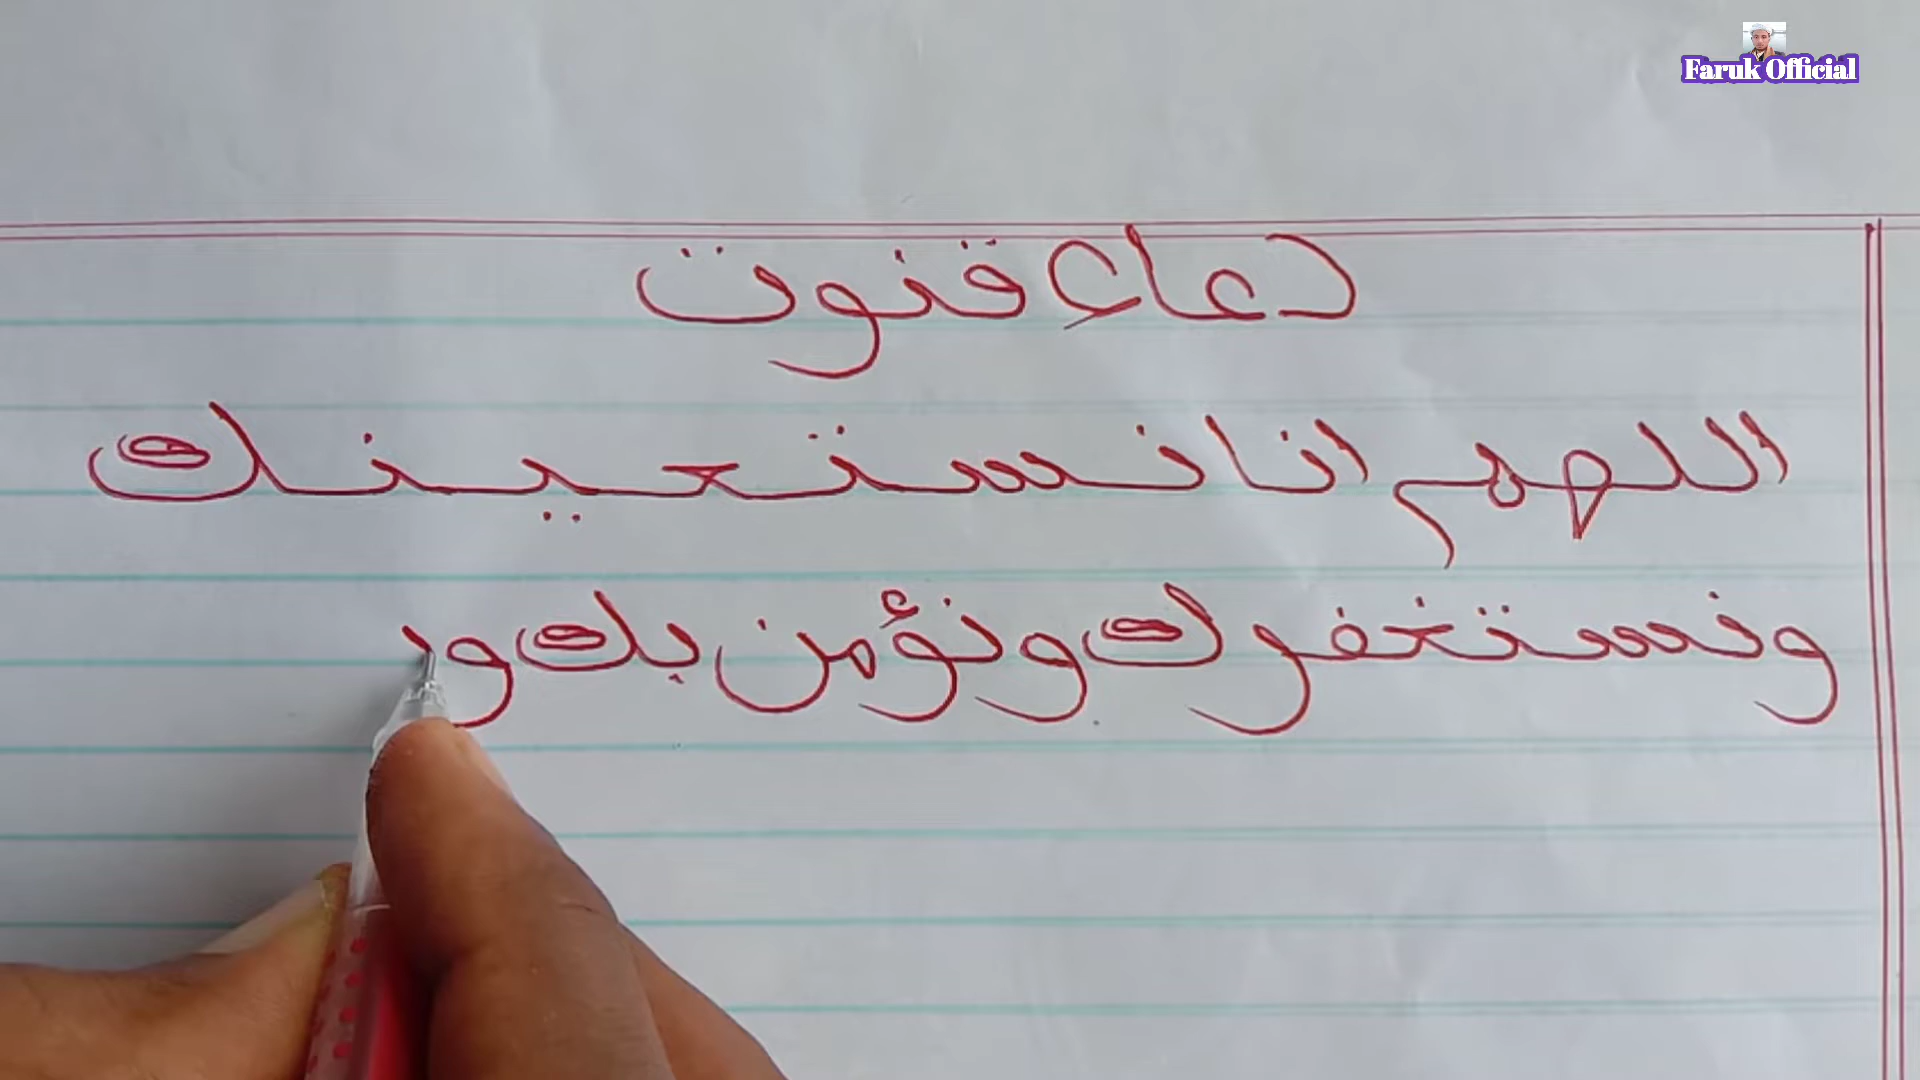 Faruk Official
دعاء قنوت
اللهم انا نستعينك
ونستغفرك ونؤمن بك و